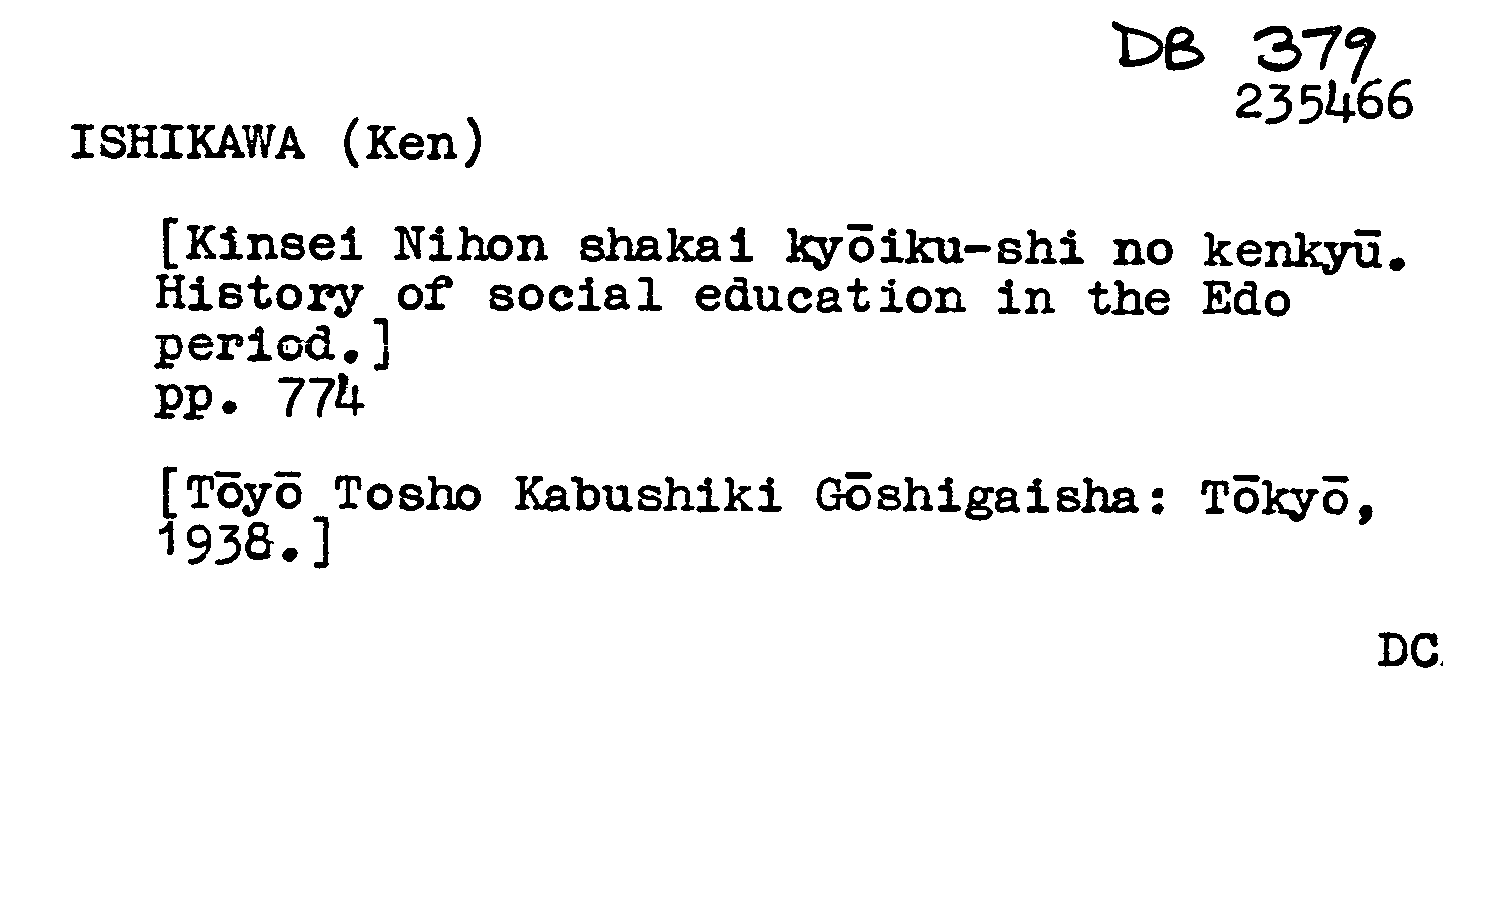 DB 379
235466
ISHIKAWA (Ken)
[Kinsei Nihon shakai kyōiku-shi no kenkyū.
History of social education in the Edo
period.]
pp. 774
[Tōyō Tosho Kabushiki Gōshigaisha: Tōkyō,
1938.]
DC